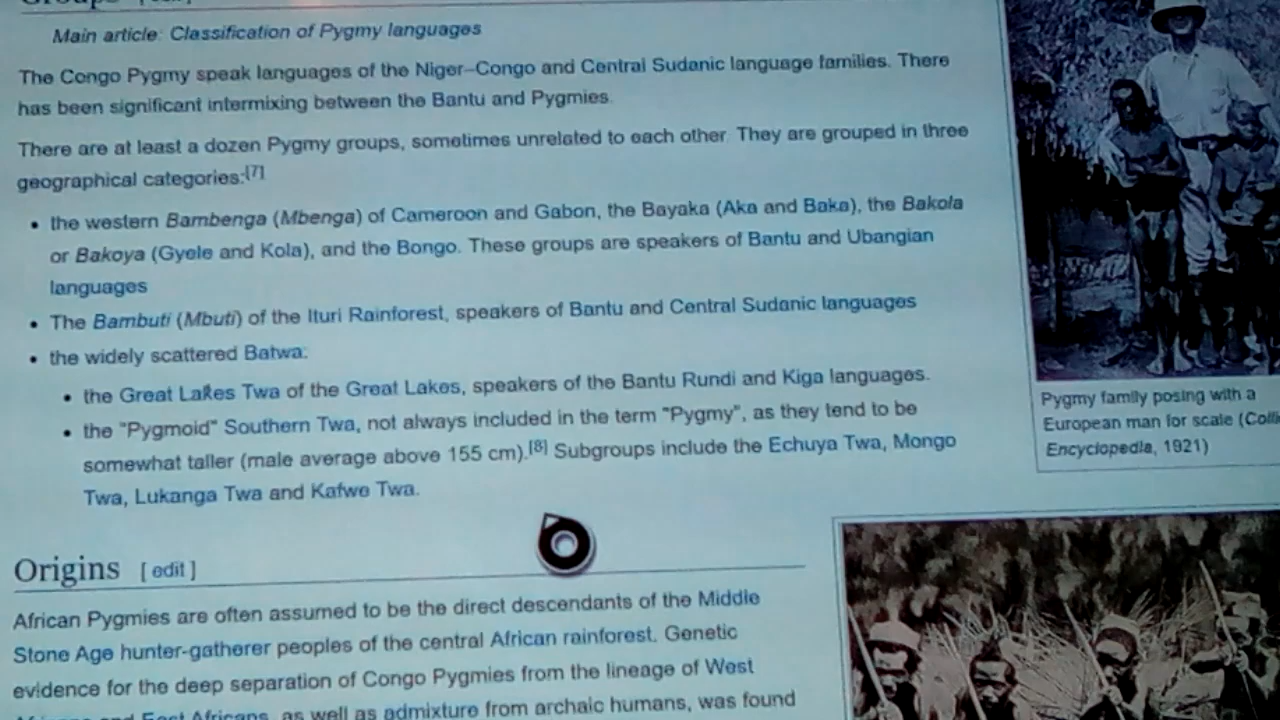 Groups [edit]
Main article: Classification of Pygmy languages
The Congo Pygmy speak languages of the Niger–Congo and Central Sudanic language families. There
has been significant intermixing between the Bantu and Pygmies.
There are at least a dozen Pygmy groups, sometimes unrelated to each other. They are grouped in three
geographical categories:[7]
• the western Bambenga (Mbenga) of Cameroon and Gabon, the Bayaka (Aka and Baka), the Bakola
or Bakoya (Gyele and Kola), and the Bongo. These groups are speakers of Bantu and Ubangian
languages
• The Bambuti (Mbuti) of the Ituri Rainforest, speakers of Bantu and Central Sudanic languages
• the widely scattered Batwa:
• the Great Lakes Twa of the Great Lakes, speakers of the Bantu Rundi and Kiga languages.
• the "Pygmoid" Southern Twa, not always included in the term "Pygmy", as they tend to be
somewhat taller (male average above 155 cm).[8] Subgroups include the Echuya Twa, Mongo
Twa, Lukanga Twa and Kafwe Twa.
Pygmy family posing with a
European man for scale (Colli
Encyclopedia, 1921)
Origins [ edit ]
African Pygmies are often assumed to be the direct descendants of the Middle
Stone Age hunter-gatherer peoples of the central African rainforest. Genetic
evidence for the deep separation of Congo Pygmies from the lineage of West
Africans and East Africans, as well as admixture from archaic humans, was found